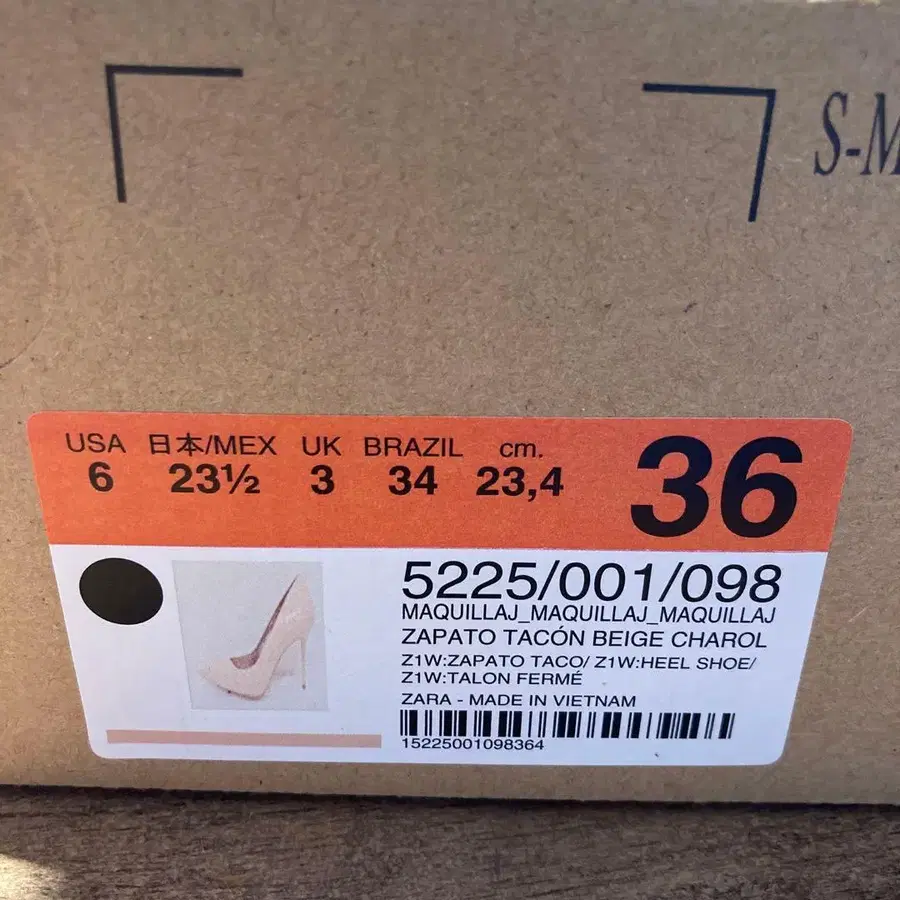 S-M
USA 日本/MEX UK BRAZIL cm.
6 23½ 3 34 23,4
36
5225/001/098
MAQUILLAJ_MAQUILLAJ_MAQUILLAJ
ZAPATO TACÓN BEIGE CHAROL
Z1W:ZAPATO TACO/ Z1W:HEEL SHOE/
Z1W:TALON FERMÉ
ZARA - MADE IN VIETNAM
15225001098364